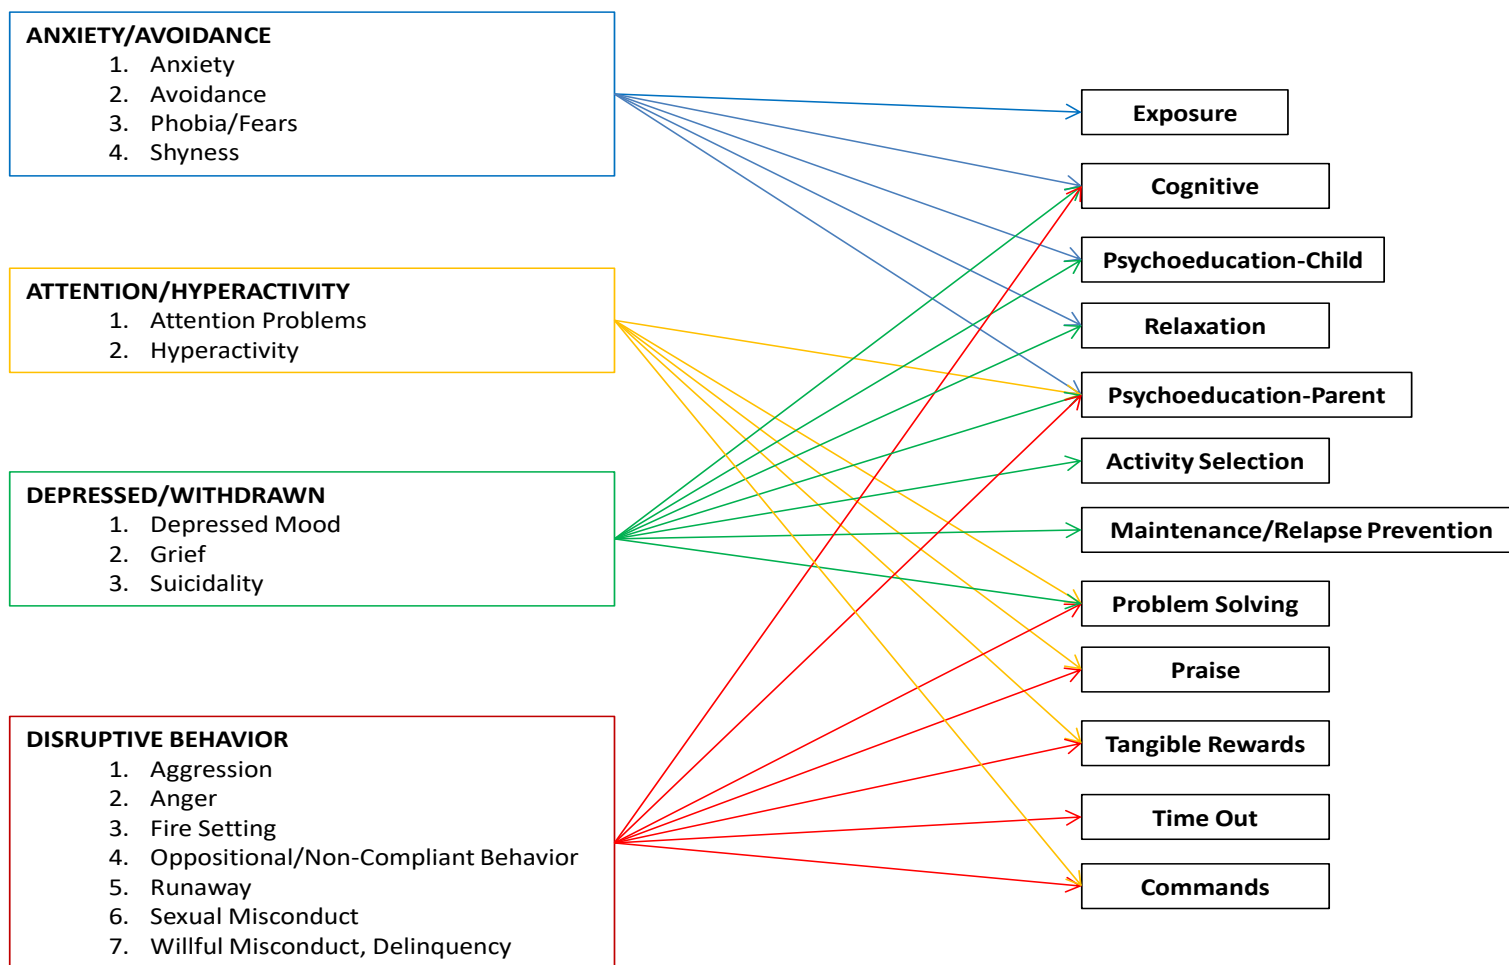 ANXIETY/AVOIDANCE
1. Anxiety
2. Avoidance
3. Phobia/Fears
4. Shyness
ATTENTION/HYPERACTIVITY
1. Attention Problems
2. Hyperactivity
DEPRESSED/WITHDRAWN
1. Depressed Mood
2. Grief
3. Suicidality
DISRUPTIVE BEHAVIOR
1. Aggression
2. Anger
3. Fire Setting
4. Oppositional/Non-Compliant Behavior
5. Runaway
6. Sexual Misconduct
7. Willful Misconduct, Delinquency
Exposure
Cognitive
Psychoeducation-Child
Relaxation
Psychoeducation-Parent
Activity Selection
Maintenance/Relapse Prevention
Problem Solving
Praise
Tangible Rewards
Time Out
Commands